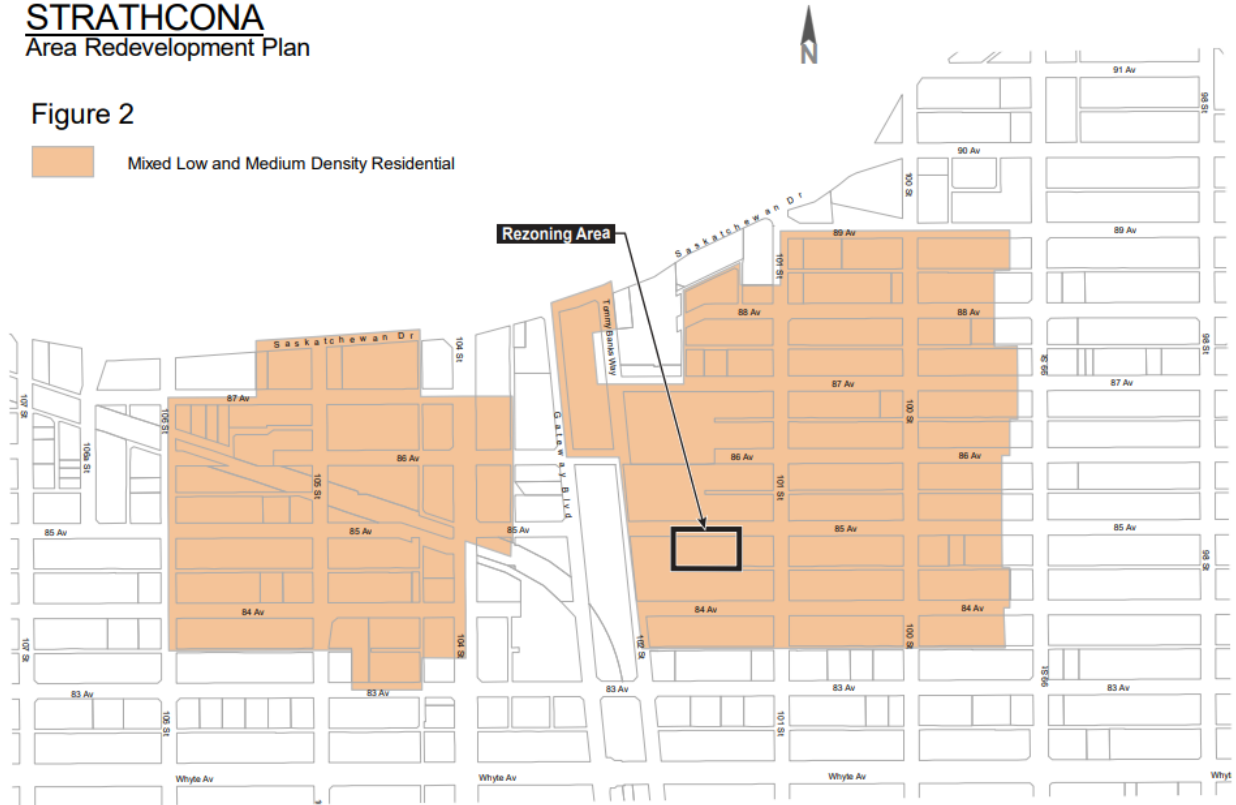 STRATHCONA
Area Redevelopment Plan
N
Figure 2
Mixed Low and Medium Density Residential
91 Av
98 St
90 Av
100 St
Saskatchewan Dr
Rezoning Area
89 Av
89 Av
101 St
Tommy Banks Way
88 Av
88 Av
Saskatchewan Dr
104 St
98 St
99 St
87 Av
87 Av
87 Av
107 St
106 St
100 St
Gateway Blvd
106a St
86 Av
86 Av
86 Av
105 St
101 St
85 Av
85 Av
85 Av
85 Av
85 Av
98 St
84 Av
84 Av
84 Av
107 St
104 St
102 St
100 St
99 St
83 Av
83 Av
83 Av
83 Av
83 Av
106 St
101 St
Whyte Av
Whyte Av
Whyte Av
Whyt